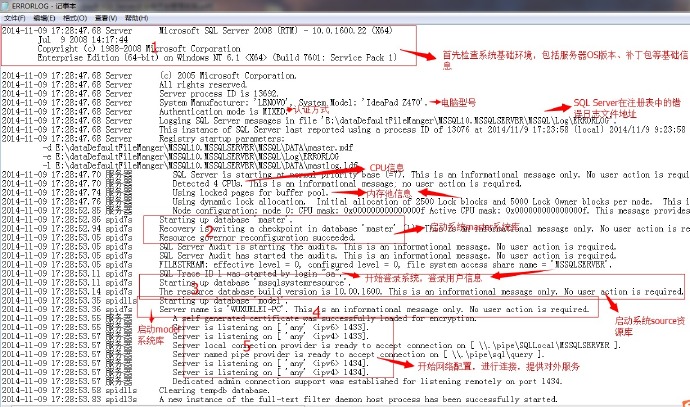 ERRORLOG - 记事本
文件(F) 编辑(E) 格式(O) 查看(V) 帮助(H)
2014-11-09 17:28:47.68 Server Microsoft SQL Server 2008 (RTM) - 10.0.1600.22 (X64)
Jul 9 2008 14:17:44
Copyright (c) 1988-2008 Microsoft Corporation
Enterprise Edition (64-bit) on Windows NT 6.1 <X64> (Build 7601: Service Pack 1)
1
首先检查系统基础环境，包括服务器OS版本、补丁包等基础信息
2014-11-09 17:28:47.68 Server (c) 2005 Microsoft Corporation.
2014-11-09 17:28:47.68 Server All rights reserved.
2014-11-09 17:28:47.68 Server Server process ID is 13692.
2014-11-09 17:28:47.68 Server System Manufacturer: 'LENOVO', System Model: 'IdeaPad Z470'.
电脑型号
2014-11-09 17:28:47.68 Server Authentication mode is MIXED.
认证方式
SQL Server在注册表中的错误日志文件地址
2014-11-09 17:28:47.68 Server Logging SQL Server messages in file 'E:\dataDefaultFileManger\MSSQL10.MSSQLSERVER\MSSQL\Log\ERRORLOG'.
2014-11-09 17:28:47.68 Server This instance of SQL Server last reported using a process ID of 13076 at 2014/11/9 17:23:58 (local) 2014/11/9 9:23:58
2014-11-09 17:28:47.68 Server Registry startup parameters:
-d E:\dataDefaultFileManger\MSSQL10.MSSQLSERVER\MSSQL\DATA\master.mdf
-e E:\dataDefaultFileManger\MSSQL10.MSSQLSERVER\MSSQL\Log\ERRORLOG
-l E:\dataDefaultFileManger\MSSQL10.MSSQLSERVER\MSSQL\DATA\mastlog.ldf
CPU信息
2014-11-09 17:28:47.70 服务器 SQL Server is starting at normal priority base (=7). This is an informational message only. No user action is required.
2014-11-09 17:28:47.70 服务器 Detected 4 CPUs. This is an informational message; no user action is required.
2014-11-09 17:28:47.74 服务器 Using locked pages for buffer pool.
内存池信息
2014-11-09 17:28:47.76 服务器 Using dynamic lock allocation. Initial allocation of 2500 Lock blocks and 5000 Lock Owner blocks per node.
2014-11-09 17:28:52.85 服务器 Node configuration: node 0: CPU mask: 0x000000000000000f Active CPU mask: 0x000000000000000f. This message provides
2014-11-09 17:28:52.86 spid7s Starting up database 'master'.
2014-11-09 17:28:52.94 spid7s Recovery is writing a checkpoint in database 'master'. This is an informational message only. No user action is required.
2
启动系统master系统库
2014-11-09 17:28:53.05 spid7s Resource governor reconfiguration succeeded.
2014-11-09 17:28:53.05 spid7s SQL Server Audit is starting the audits. This is an informational message. No user action is required.
2014-11-09 17:28:53.05 spid7s SQL Server Audit has started the audits. This is an informational message. No user action is required.
2014-11-09 17:28:53.05 spid7s FILESTREAM: effective level = 0, configured level = 0, file system access share name = 'MSSQLSERVER'.
2014-11-09 17:28:53.11 spid7s SQL Trace ID 1 was started by login "sa".
开始登录系统，登录用户信息
2014-11-09 17:28:53.11 spid7s Starting up database 'mssqlsystemresource'.
3
2014-11-09 17:28:53.14 spid7s The resource database build version is 10.00.1600. This is an informational message only. No user action is required.
2014-11-09 17:28:53.35 spid11s Starting up database 'model'.
2014-11-09 17:28:53.35 spid7s Server name is 'WUXUELEI-PC'. This is an informational message only. No user action is required.
4
启动model系统库
启动系统source资源库
2014-11-09 17:28:53.55 服务器 A self-generated certificate was successfully loaded for encryption.
2014-11-09 17:28:53.55 服务器 Server is listening on [ 'any' <ipv6> 1433].
2014-11-09 17:28:53.55 服务器 Server is listening on [ 'any' <ipv4> 1433].
2014-11-09 17:28:53.57 服务器 Server local connection provider is ready to accept connection on [ \\.\pipe\SQLLocal\MSSQLSERVER ].
5
2014-11-09 17:28:53.57 服务器 Server named pipe provider is ready to accept connection on [ \\.\pipe\sql\query ].
2014-11-09 17:28:53.57 服务器 Server is listening on [ 'any' <ipv6> 1434].
2014-11-09 17:28:53.57 服务器 Server is listening on [ 'any' <ipv4> 1434].
开始网络配置，进行连接，提供对外服务
2014-11-09 17:28:53.57 服务器 Dedicated admin connection support was established for listening remotely on port 1434.
2014-11-09 17:28:53.58 spid11s Clearing tempdb database.
2014-11-09 17:28:53.83 spid13s A new instance of the full-text filter daemon host process has been successfully started.